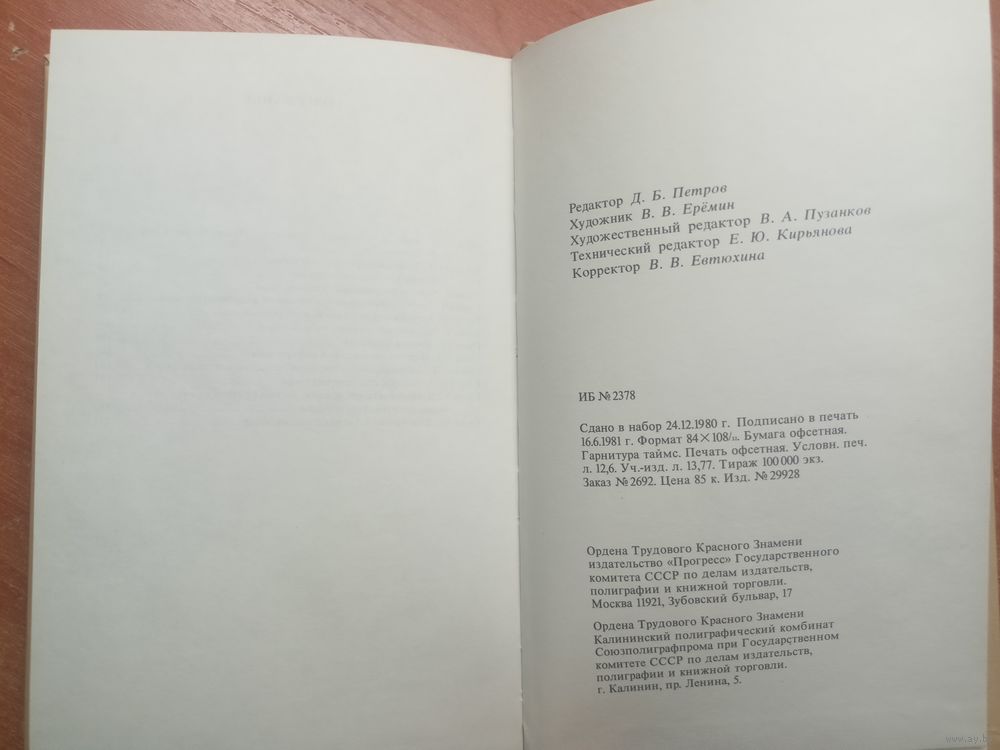 Редактор Д. Б. Петров
Художник В. В. Ерёмин
Художественный редактор В. А. Пузанков
Технический редактор Е. Ю. Кирьянова
Корректор В. В. Евтюхина
ИБ № 2378
Сдано в набор 24.12.1980 г. Подписано в печать
16.6.1981 г. Формат 84×108/₃₂. Бумага офсетная.
Гарнитура таймс. Печать офсетная. Условн. печ.
л. 12,6. Уч.-изд. л. 13,77. Тираж 100 000 экз.
Заказ № 2692. Цена 85 к. Изд. № 29928
Ордена Трудового Красного Знамени
издательство «Прогресс» Государственного
комитета СССР по делам издательств,
полиграфии и книжной торговли.
Москва 11921, Зубовский бульвар, 17
Ордена Трудового Красного Знамени
Калининский полиграфический комбинат
Союзполиграфпрома при Государственном
комитете СССР по делам издательств,
полиграфии и книжной торговли.
г. Калинин, пр. Ленина, 5.